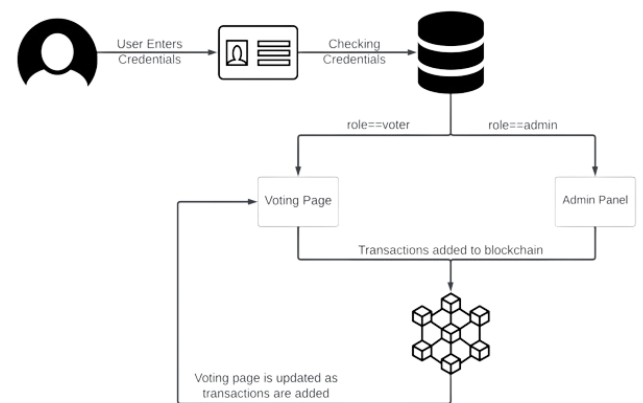 User Enters
Credentials
Checking
Credentials
role==voter
role==admin
Voting Page
Admin Panel
Transactions added to blockchain
Voting page is updated as
transactions are added